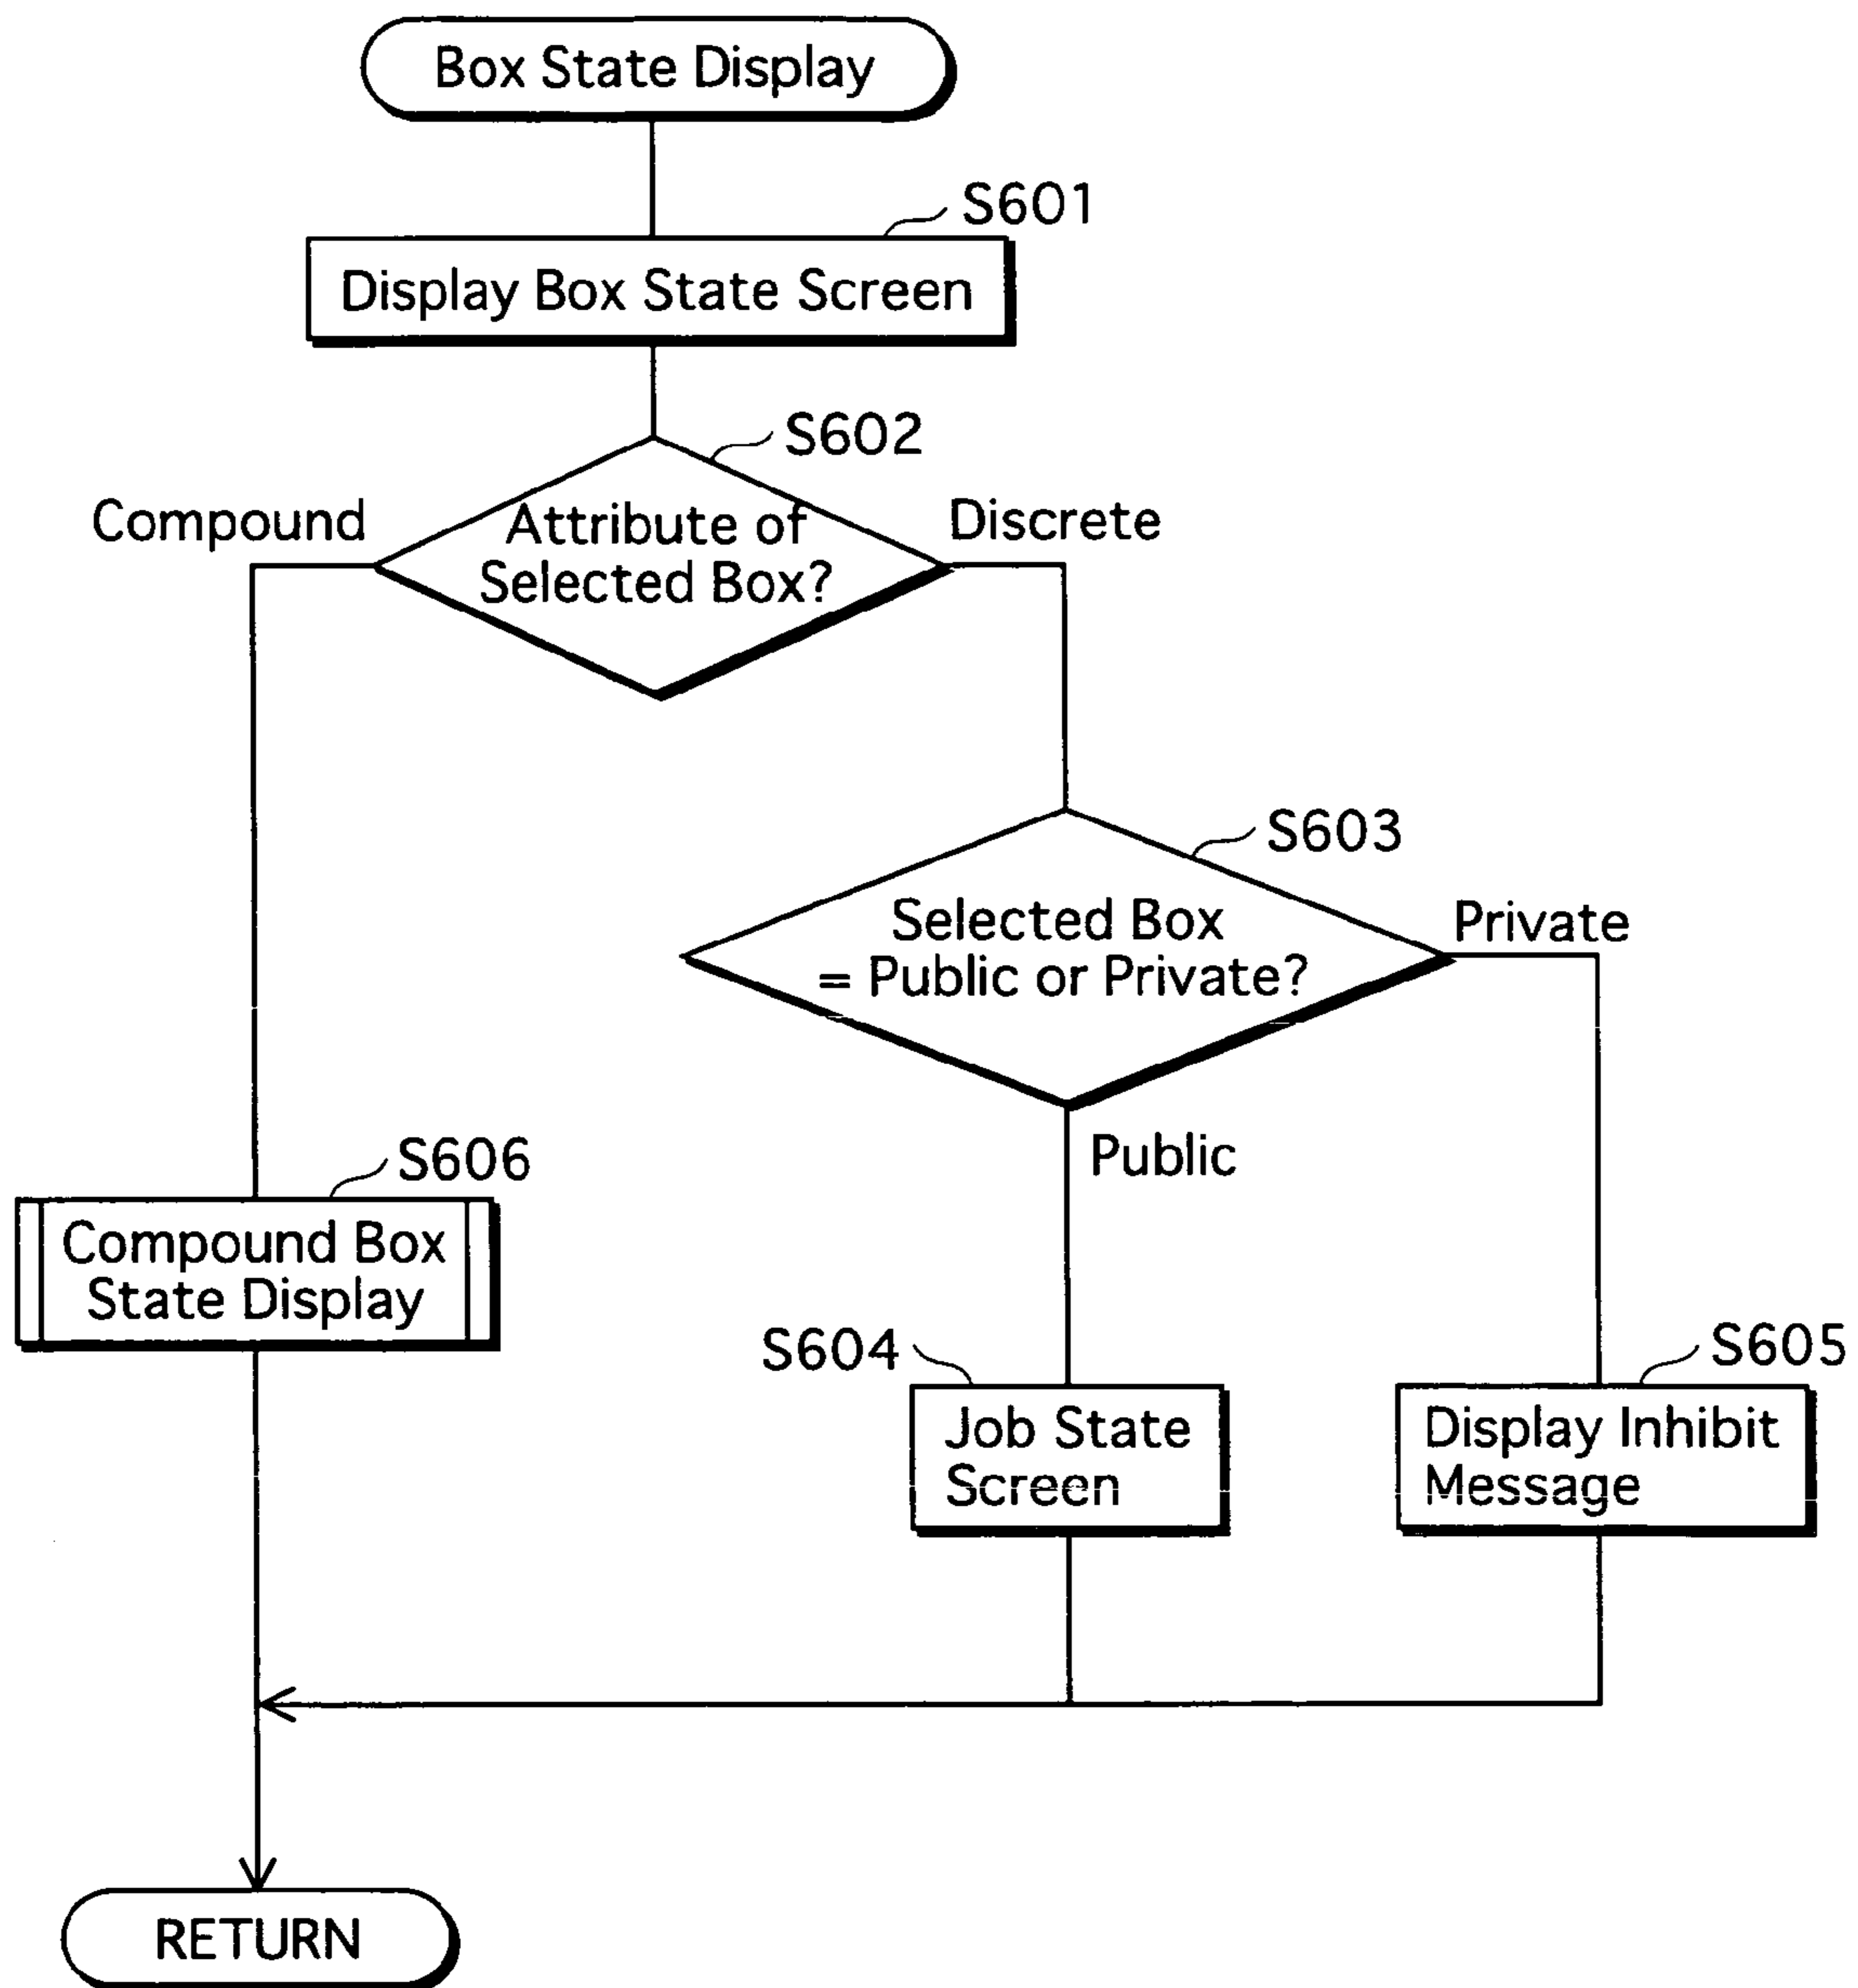 Box State Display
S601
Display Box State Screen
S602
Compound
Attribute of
Selected Box?
Discrete
S603
Selected Box
= Public or Private?
Private
Public
S606
Compound Box
State Display
S604
Job State
Screen
S605
Display Inhibit
Message
RETURN